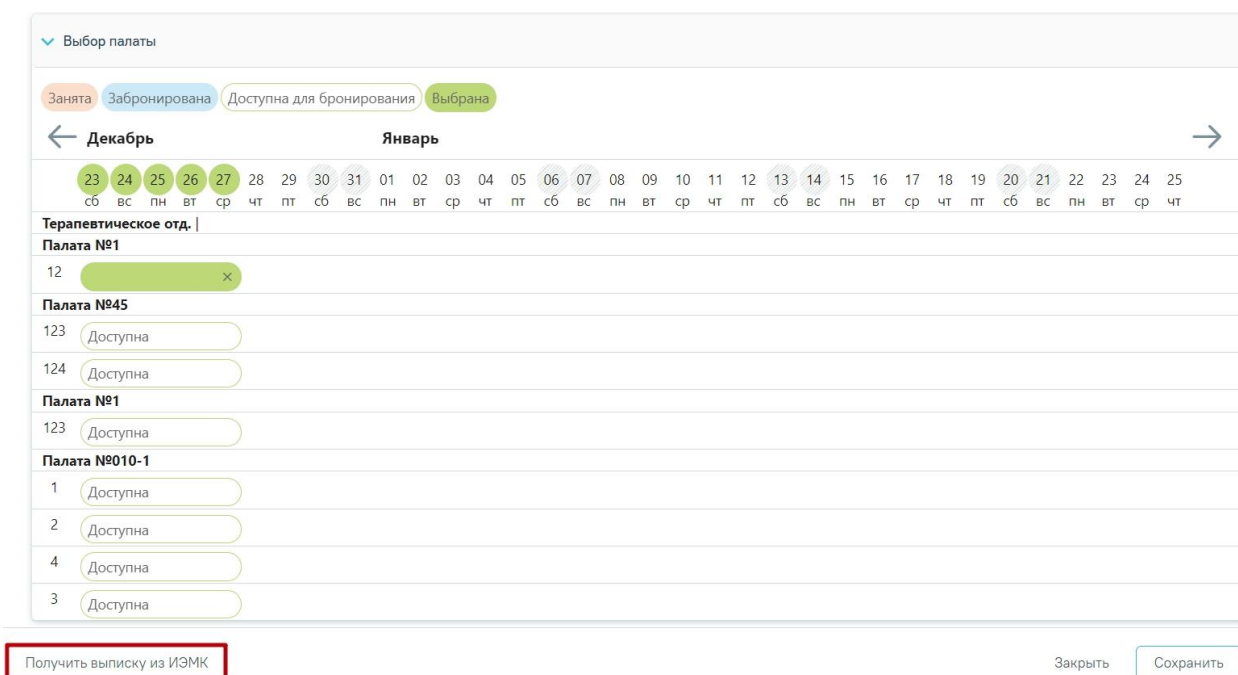 Выбор палаты
Занята Забронирована Доступна для бронирования Выбрана
Декабрь Январь
23 24 25 26 27 28 29 30 31 01 02 03 04 05 06 07 08 09 10 11 12 13 14 15 16 17 18 19 20 21 22 23 24 25
сб вс пн вт ср чт пт сб вс пн вт ср чт пт сб вс пн вт ср чт пт сб вс пн вт ср чт пт сб вс пн вт ср чт
Терапевтическое отд. |
Палата №1
12 ×
Палата №45
123 Доступна
124 Доступна
Палата №1
123 Доступна
Палата №010-1
1 Доступна
2 Доступна
4 Доступна
3 Доступна
Получить выписку из ИЭМК Закрыть Сохранить